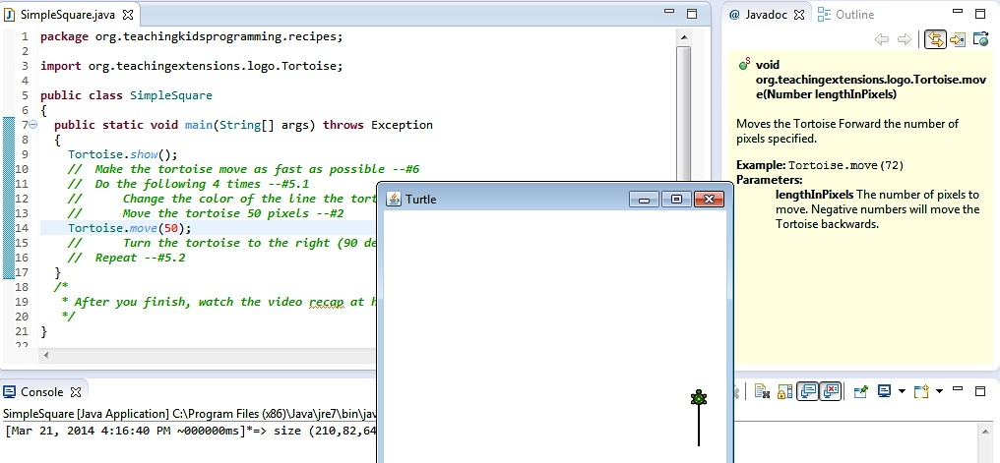 SimpleSquare.java
1 package org.teachingkidsprogramming.recipes;
2
3 import org.teachingextensions.logo.Tortoise;
4
5 public class SimpleSquare
6 {
7 public static void main(String[] args) throws Exception
8 {
9 Tortoise.show();
10 // Make the tortoise move as fast as possible --#6
11 // Do the following 4 times --#5.1
12 // Change the color of the line the tort
13 // Move the tortoise 50 pixels --#2
14 Tortoise.move(50);
15 // Turn the tortoise to the right (90 de
16 // Repeat --#5.2
17 }
18 /*
19 * After you finish, watch the video recap at h
20 */
21 }
22
Turtle
@ Javadoc Outline
void
org.teachingextensions.logo.Tortoise.mov
e(Number lengthInPixels)
Moves the Tortoise Forward the number of
pixels specified.
Example: Tortoise.move(72)
Parameters:
lengthInPixels The number of pixels to
move. Negative numbers will move the
Tortoise backwards.
Console
SimpleSquare [Java Application] C:\Program Files (x86)\Java\jre7\bin\jav
[Mar 21, 2014 4:16:40 PM ~000000ms]*=> size (210,82,64